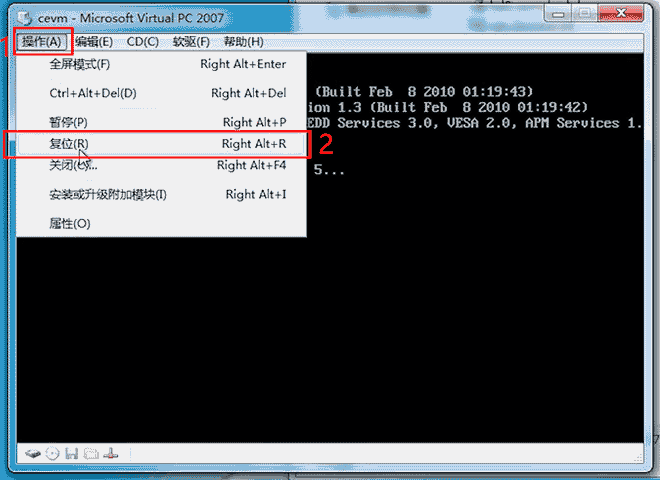 cevm - Microsoft Virtual PC 2007
1 操作(A) 编辑(E) CD(C) 软驱(F) 帮助(H)
全屏模式(F) Right Alt+Enter
Ctrl+Alt+Del(D) Right Alt+Del
(Built Feb 8 2010 01:19:43)
ion 1.3 (Built Feb 8 2010 01:19:42)
暂停(P) Right Alt+P
EDD Services 3.0, VESA 2.0, APM Services 1.
复位(R) Right Alt+R 2
关闭(C)... Right Alt+F4
5...
安装或升级附加模块(I) Right Alt+I
属性(O)